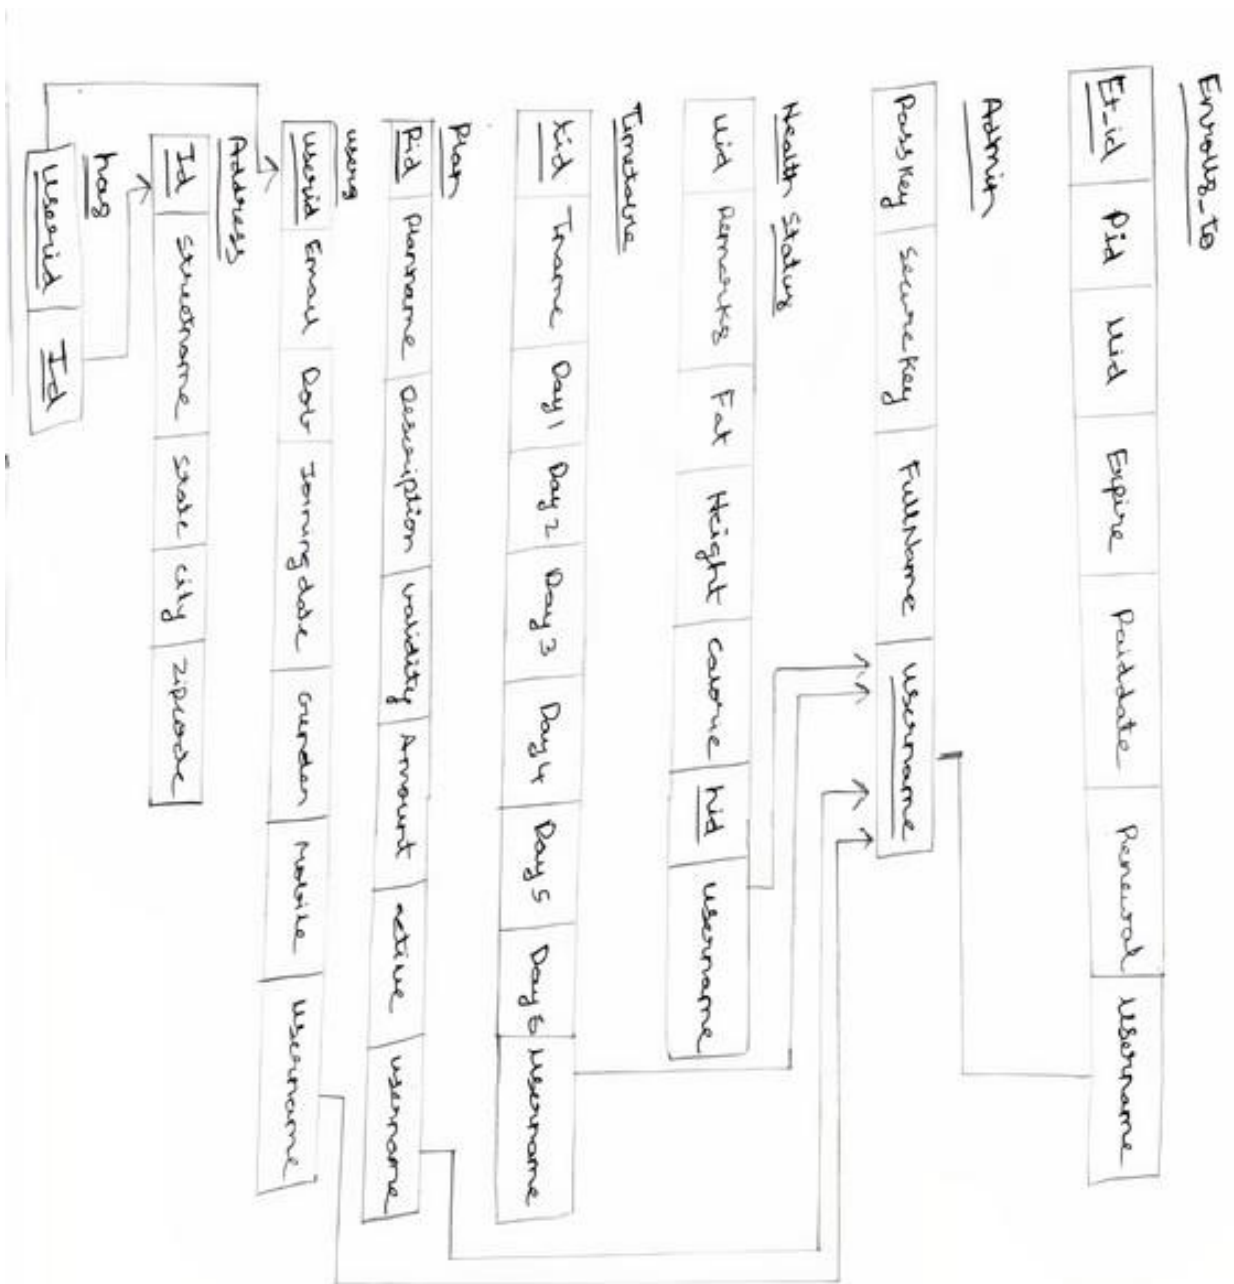 Enrolls_to
Et_id Pid Uid Expire Paiddate Renewal Username
Admin
PassKey SecureKey FullName username
Health Status
Uid Remarks Fat Height Calorie hid username
Timetable
tid Tname Day1 Day2 Day3 Day4 Day5 Day6 Username
Plan
Pid Planname Description validity Amount active username
users
userid Email Dob Joiningdate Gender Mobile Username
Address
Id Streetname State City Zipcode
has
Userid Id